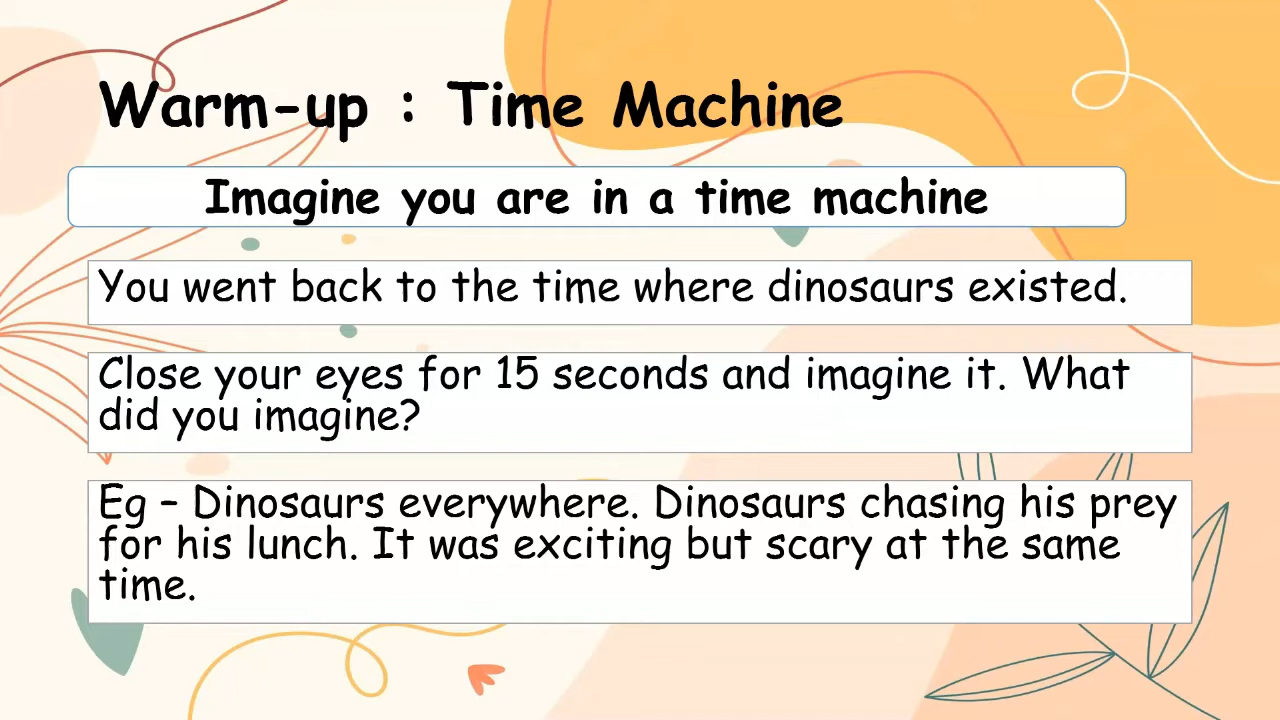 Warm-up : Time Machine
Imagine you are in a time machine
You went back to the time where dinosaurs existed.
Close your eyes for 15 seconds and imagine it. What
did you imagine?
Eg – Dinosaurs everywhere. Dinosaurs chasing his prey
for his lunch. It was exciting but scary at the same
time.